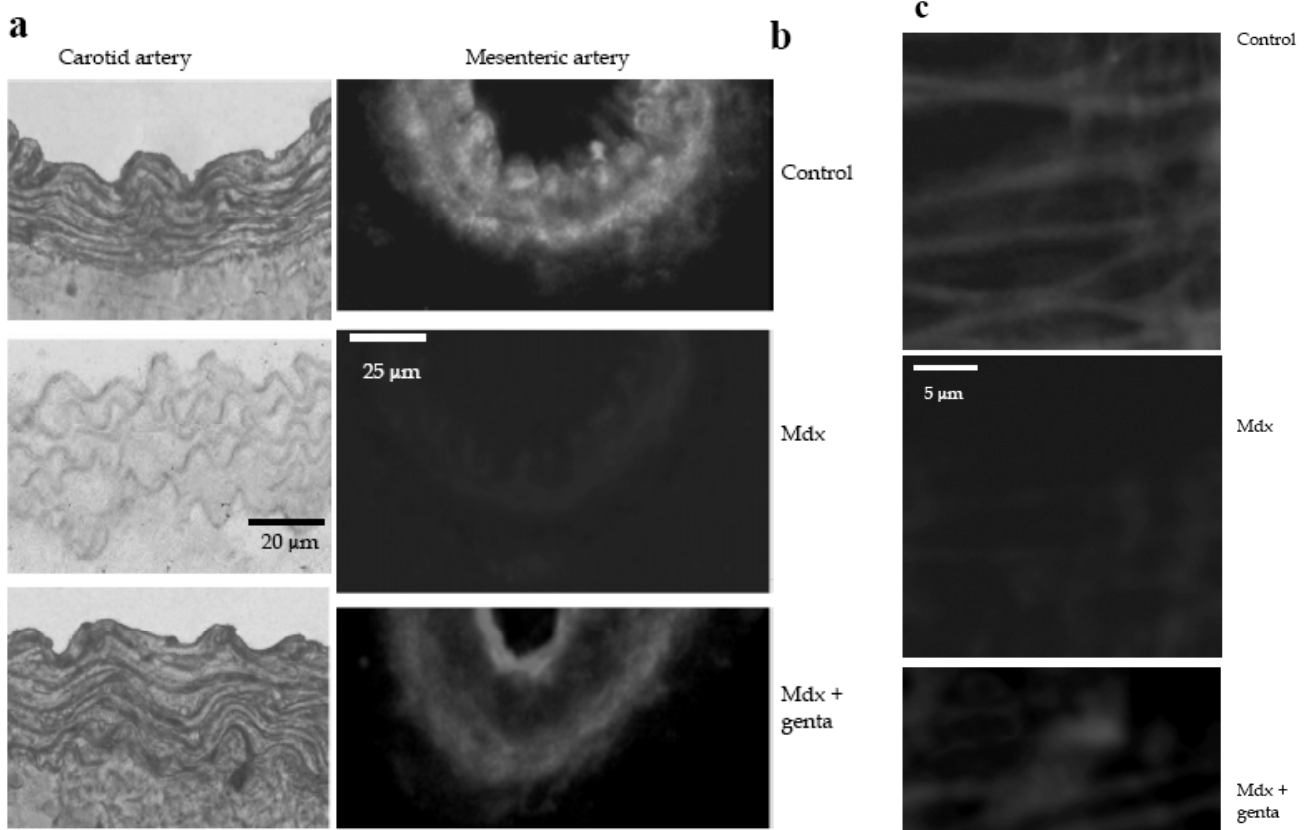 a
Carotid artery
Mesenteric artery
b
c
Control
Control
25 µm
5 µm
Mdx
Mdx
20 µm
Mdx +
genta
Mdx +
genta